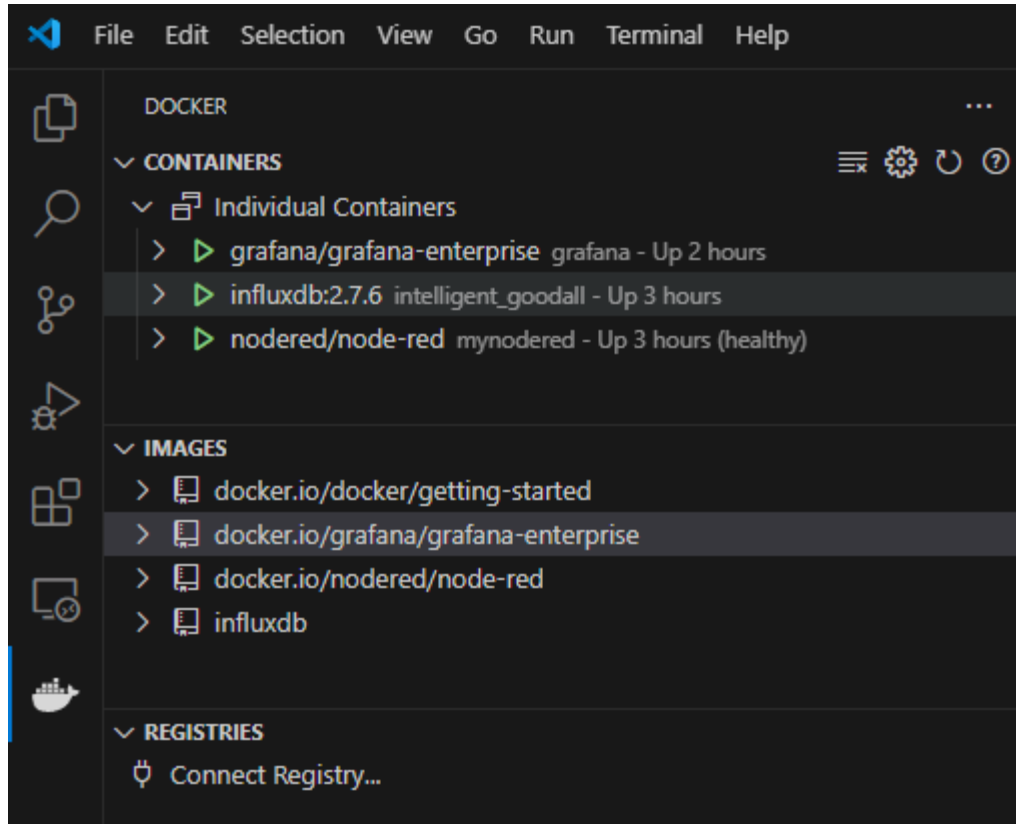 File Edit Selection View Go Run Terminal Help
DOCKER
CONTAINERS
Individual Containers
grafana/grafana-enterprise grafana - Up 2 hours
influxdb:2.7.6 intelligent_goodall - Up 3 hours
nodered/node-red mynodered - Up 3 hours (healthy)
IMAGES
docker.io/docker/getting-started
docker.io/grafana/grafana-enterprise
docker.io/nodered/node-red
influxdb
REGISTRIES
Connect Registry...